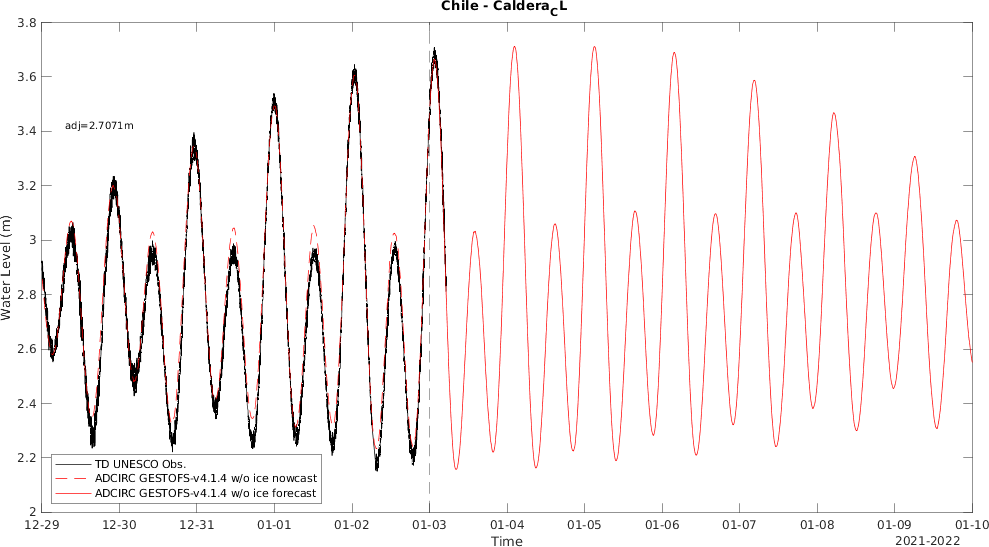 Chile - Caldera_CL
3.8
3.6
3.4
3.2
3
2.8
2.6
2.4
2.2
2
Water Level (m)
adj=2.7071m
TD UNESCO Obs.
ADCIRC GESTOFS-v4.1.4 w/o ice nowcast
ADCIRC GESTOFS-v4.1.4 w/o ice forecast
12-29 12-30 12-31 01-01 01-02 01-03 01-04 01-05 01-06 01-07 01-08 01-09 01-10
Time
2021-2022